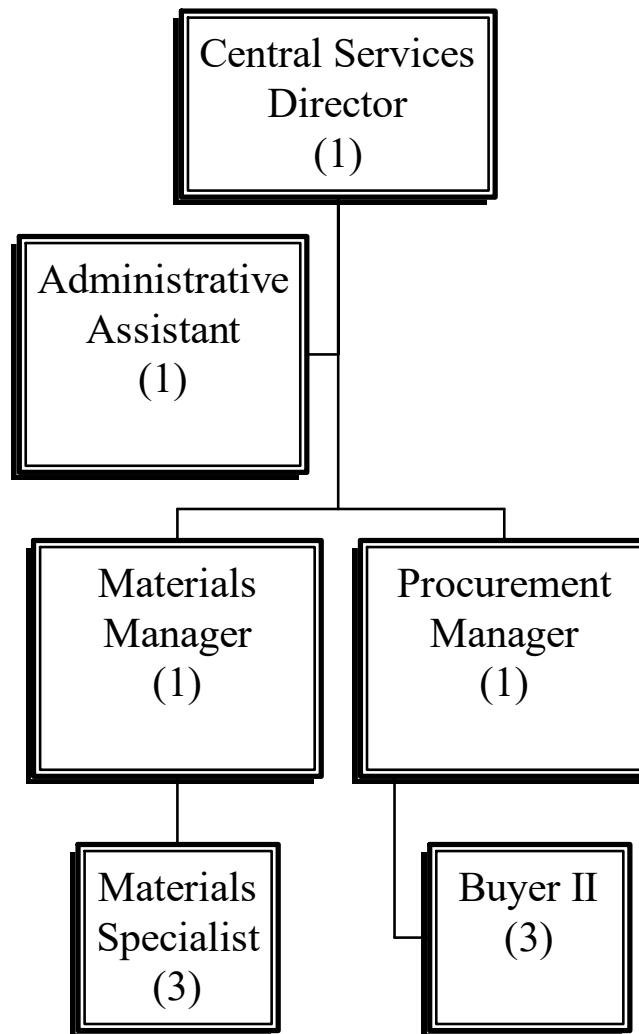 Central Services
Director
(1)
Administrative
Assistant
(1)
Materials
Manager
(1)
Procurement
Manager
(1)
Materials
Specialist
(3)
Buyer II
(3)